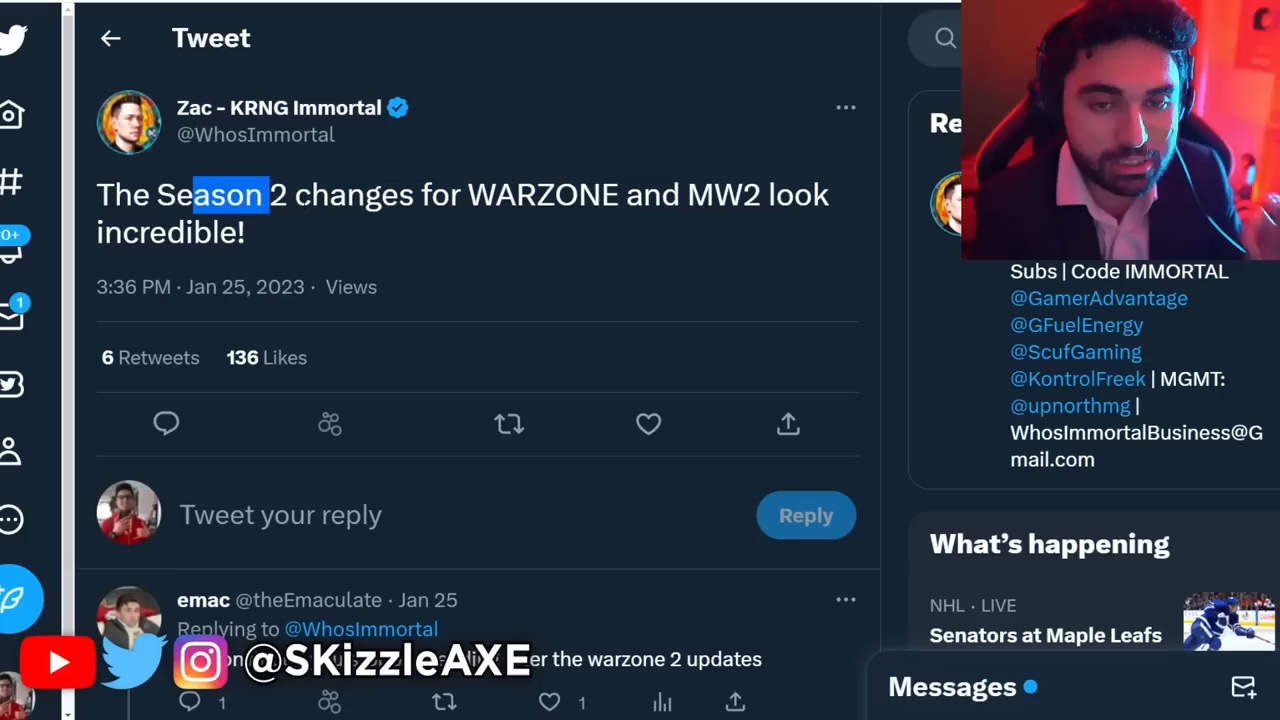 Tweet
Zac - KRNG Immortal
@WhosImmortal
The Season 2 changes for WARZONE and MW2 look
incredible!
3:36 PM · Jan 25, 2023 · Views
6 Retweets 136 Likes
Tweet your reply
Reply
emac @theEmaculate · Jan 25
Replying to @WhosImmortal
er the warzone 2 updates
1
1
20+
1
@SKizzleAXE
Re
Subs | Code IMMORTAL
@GamerAdvantage
@GFuelEnergy
@ScufGaming
@KontrolFreek | MGMT:
@upnorthmg |
WhosImmortalBusiness@G
mail.com
What's happening
NHL · LIVE
Senators at Maple Leafs
Messages